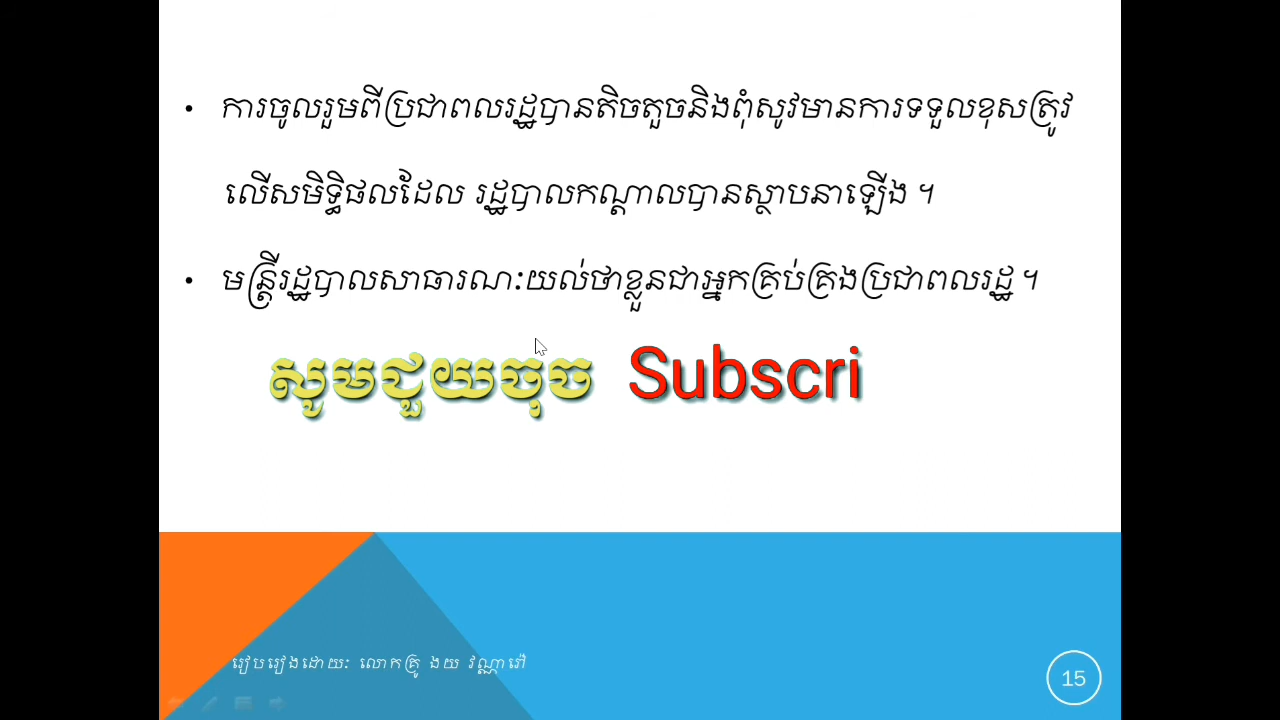 • ការចូលរួមពីប្រជាពលរដ្ឋបានតិចតួចនិងពុំសូវមានការទទួលខុសត្រូវ
លើសមិទ្ធិផលដែល រដ្ឋបាលកណ្តាលបានស្ថាបនាឡើង ។
• មន្ត្រីរដ្ឋបាលសាធារណៈយល់ថាខ្លួនជាអ្នកគ្រប់គ្រងប្រជាពលរដ្ឋ ។
សូមជួយចុច Subscri
រៀបរៀងដោយៈ លោកគ្រូ ងយ វណ្ណារ៉ៅ
15